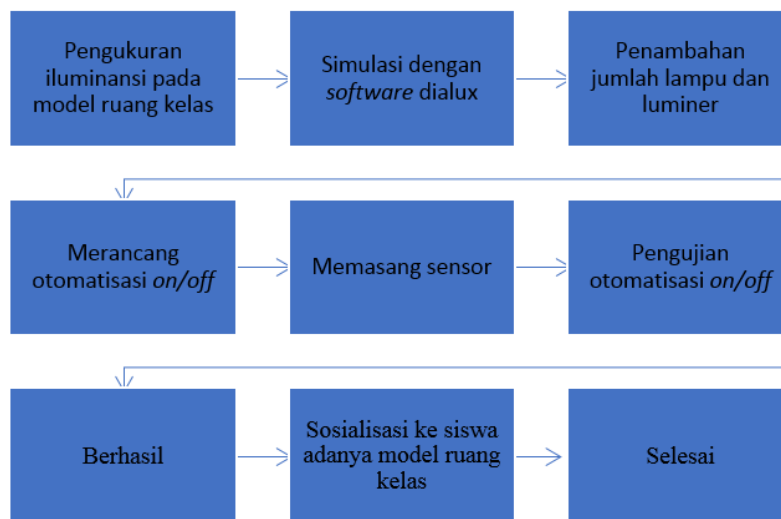 Pengukuran
iluminansi pada
model ruang kelas
Simulasi dengan
software dialux
Penambahan
jumlah lampu dan
luminer
Merancang
otomatisasi on/off
Memasang sensor
Pengujian
otomatisasi on/off
Berhasil
Sosialisasi ke siswa
adanya model ruang
kelas
Selesai